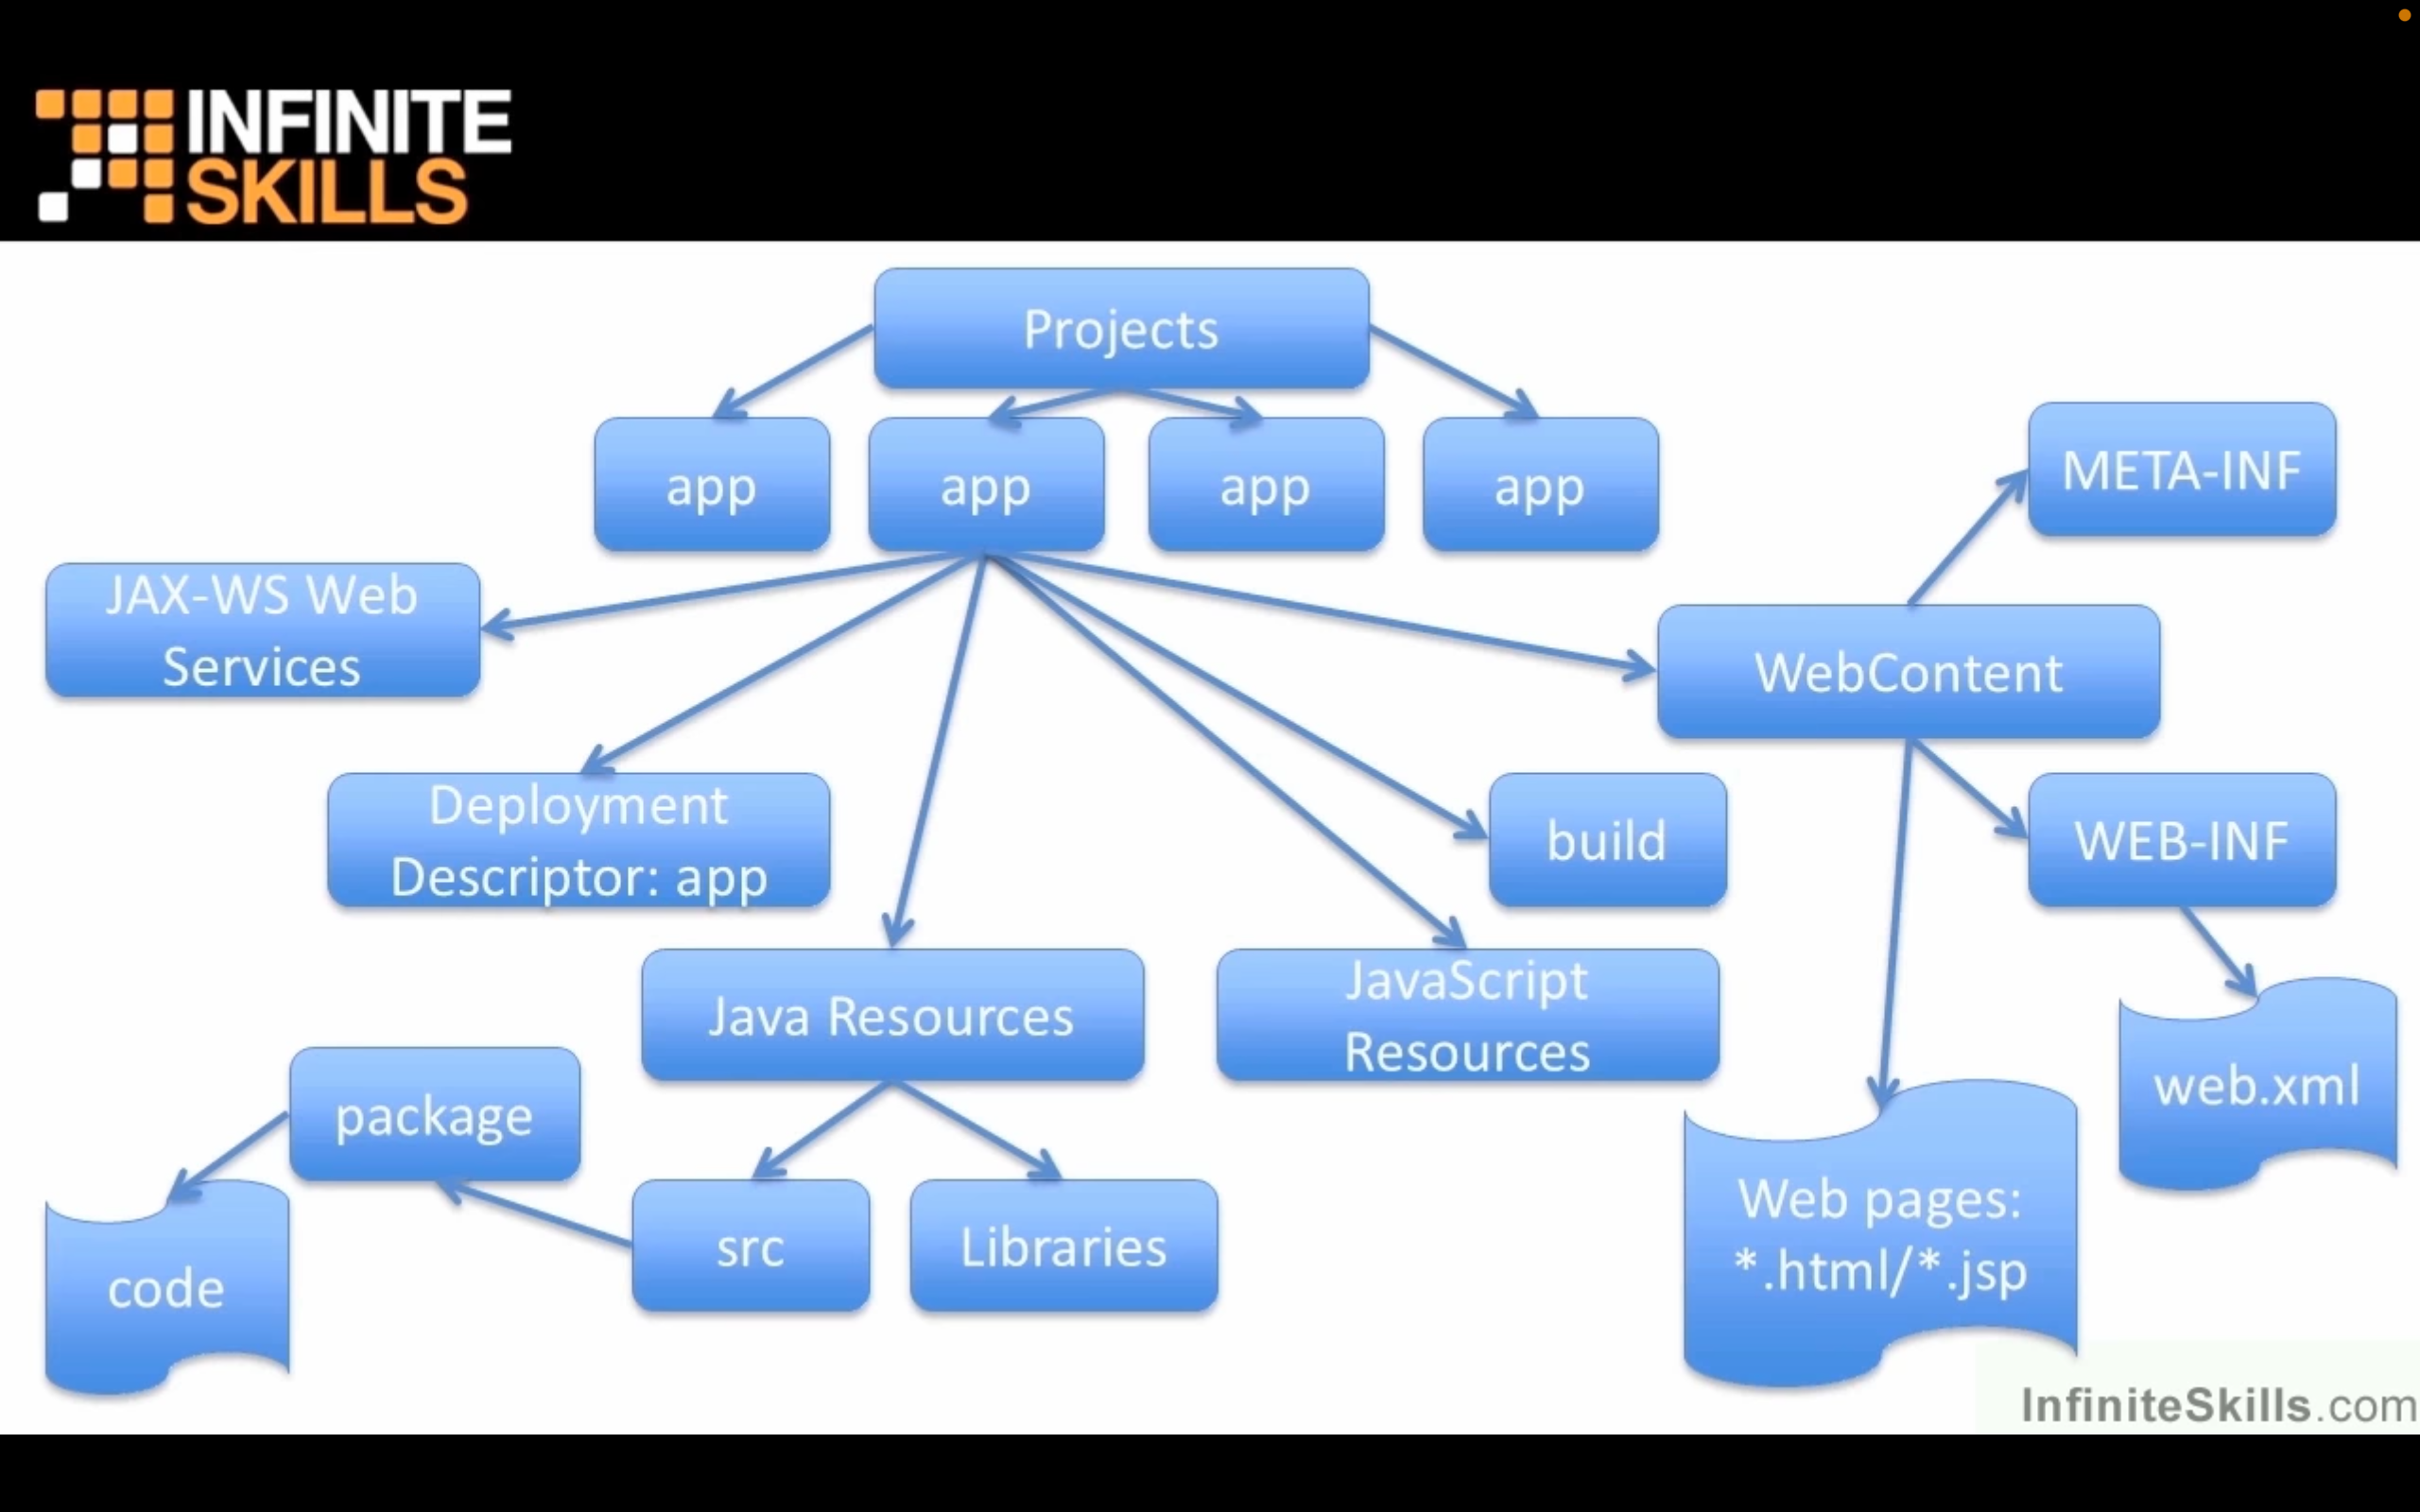 INFINITE
SKILLS
Projects
app
app
app
app
META-INF
JAX-WS Web
Services
WebContent
Deployment
Descriptor: app
build
WEB-INF
Java Resources
JavaScript
Resources
package
web.xml
code
src
Libraries
Web pages:
*.html/*.jsp
InfiniteSkills.com